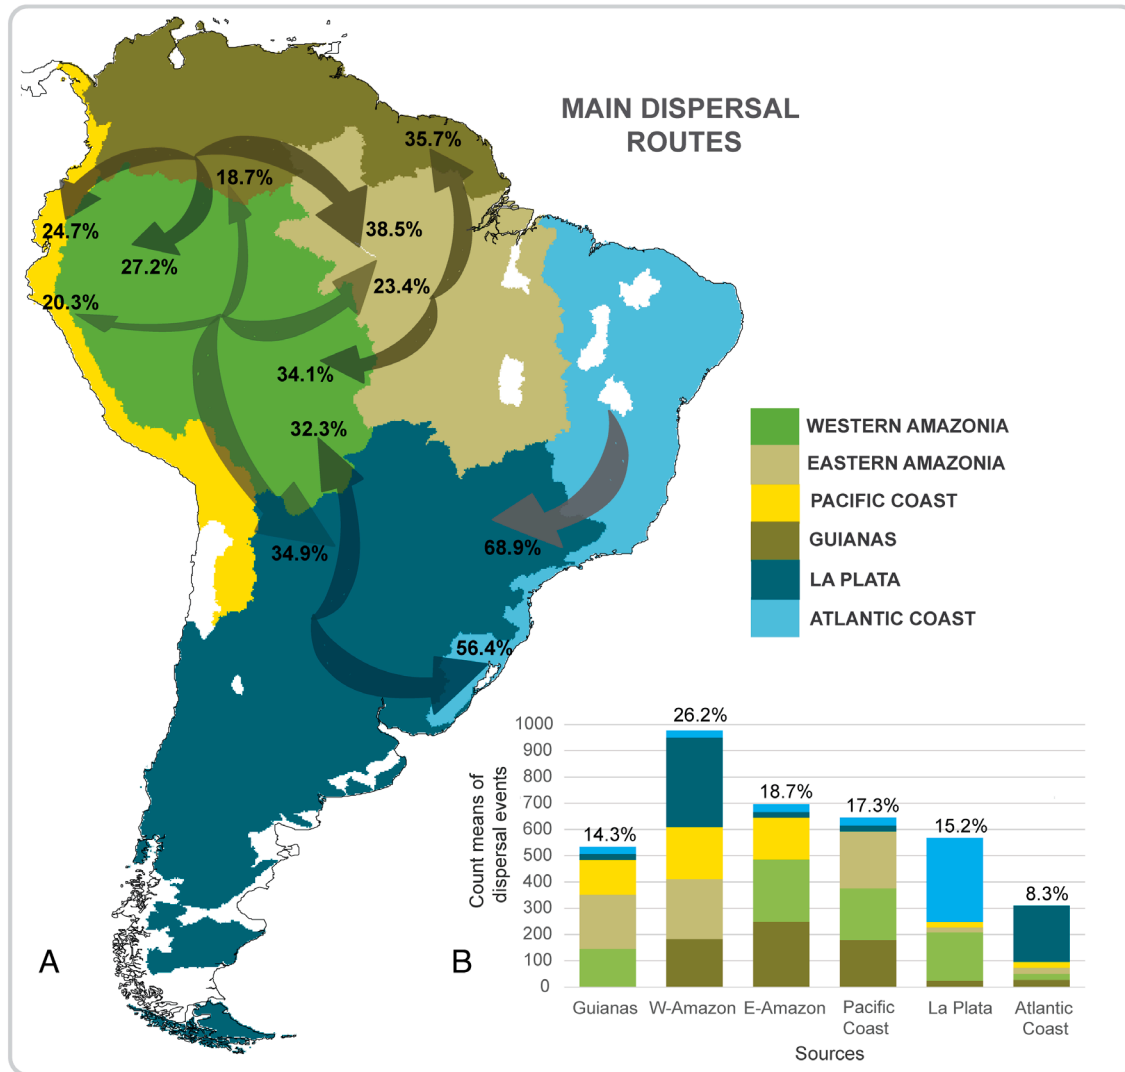 MAIN DISPERSAL
ROUTES
35.7%
18.7%
24.7%
38.5%
27.2%
23.4%
20.3%
34.1%
32.3%
34.9%
68.9%
56.4%
WESTERN AMAZONIA
EASTERN AMAZONIA
PACIFIC COAST
GUIANAS
LA PLATA
ATLANTIC COAST
A
B
Count means of
dispersal events
1000
900
800
700
600
500
400
300
200
100
0
14.3%
26.2%
18.7%
17.3%
15.2%
8.3%
Guianas
W-Amazon
E-Amazon
Pacific
Coast
La Plata
Atlantic
Coast
Sources